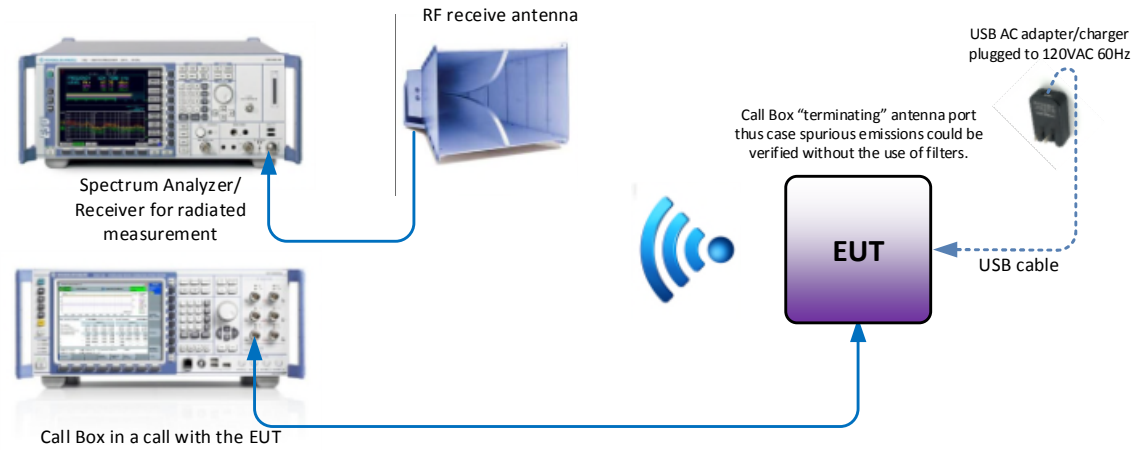 RF receive antenna
USB AC adapter/charger
plugged to 120VAC 60Hz
Call Box “terminating” antenna port
thus case spurious emissions could be
verified without the use of filters.
Spectrum Analyzer/
Receiver for radiated
measurement
EUT
USB cable
Call Box in a call with the EUT